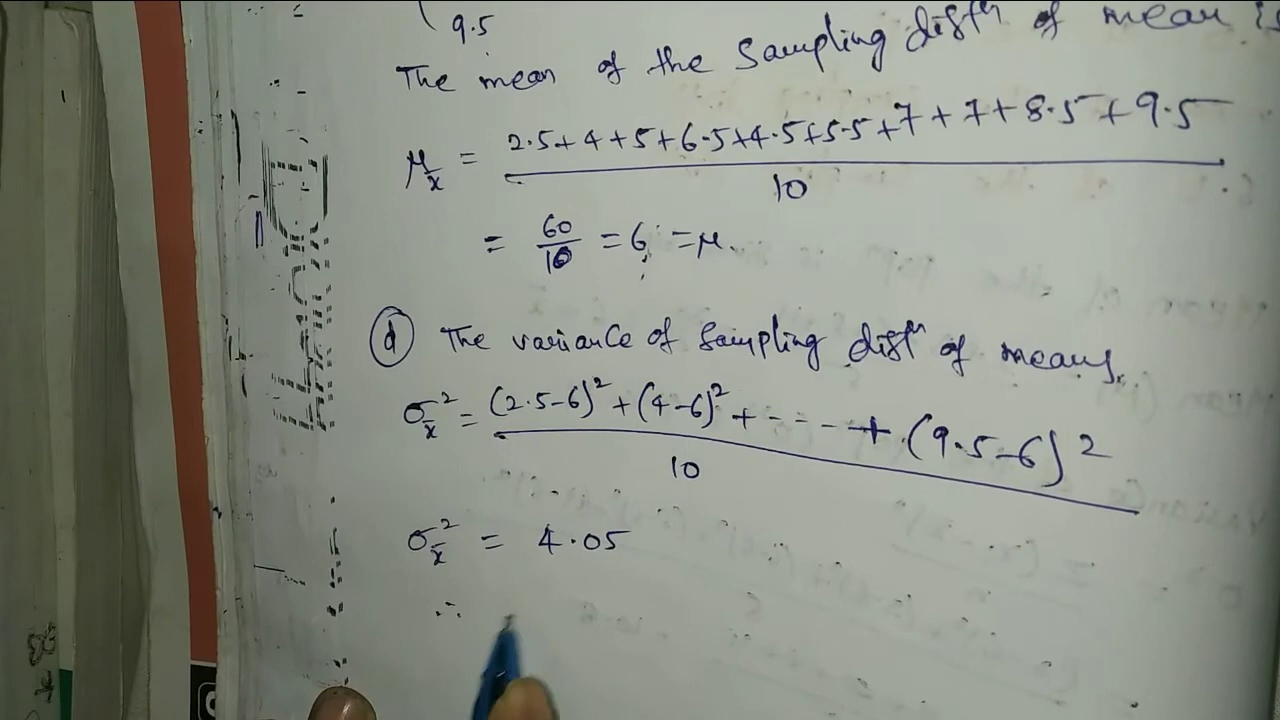 9.5
The mean of the Sampling distⁿ of mean is
μx̄ = 2.5+4+5+6.5+4.5+5.5+7+7+8.5+9.5
10
= 60/10 = 6 = μ.
(d) The variance of Sampling distⁿ of means.
σx̄² = (2.5-6)²+(4-6)²+----+(9.5-6)²
10
σx̄² = 4.05
∴